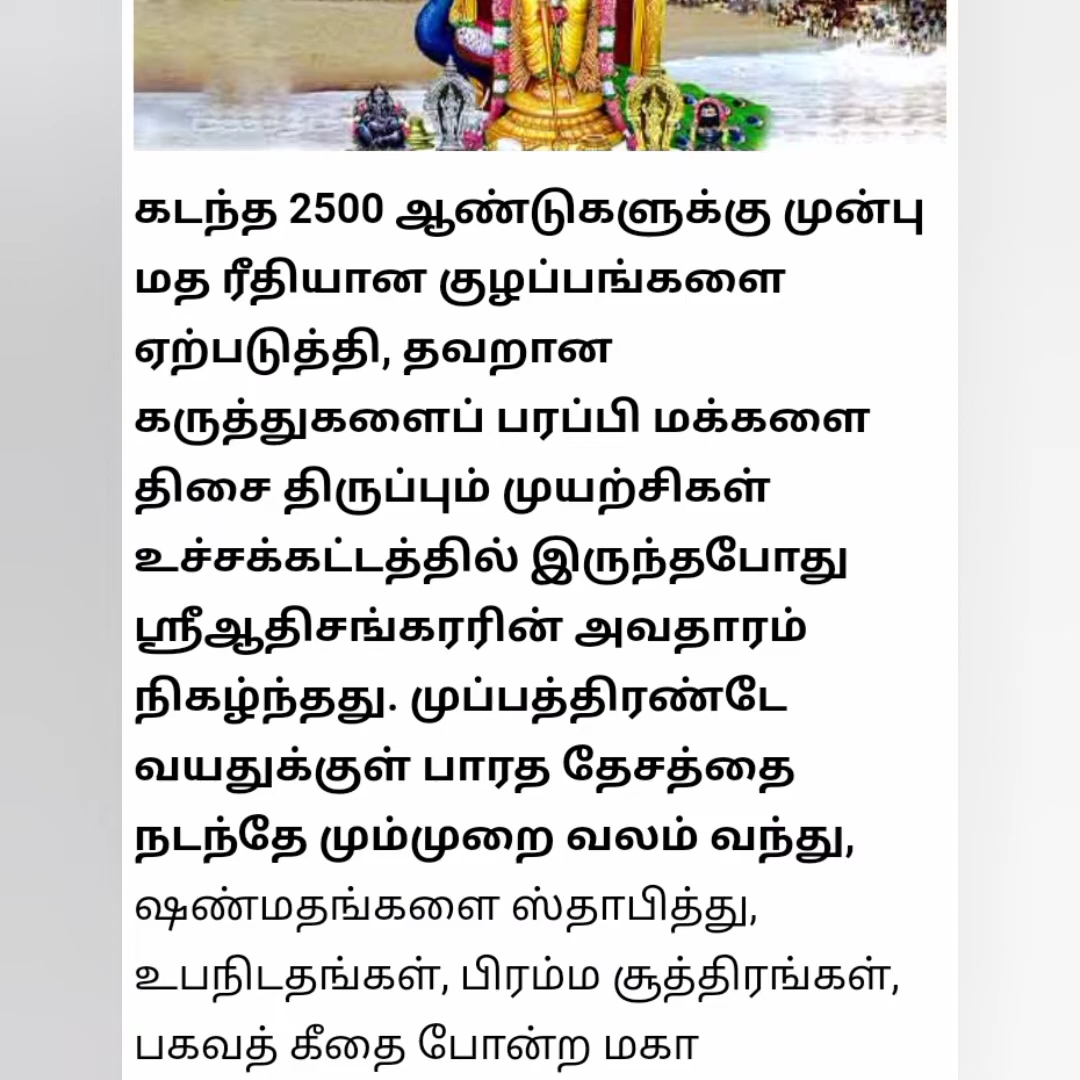 கடந்த 2500 ஆண்டுகளுக்கு முன்பு
மத ரீதியான குழப்பங்களை
ஏற்படுத்தி, தவறான
கருத்துகளைப் பரப்பி மக்களை
திசை திருப்பும் முயற்சிகள்
உச்சக்கட்டத்தில் இருந்தபோது
ஸ்ரீஆதிசங்கரரின் அவதாரம்
நிகழ்ந்தது. முப்பத்திரண்டே
வயதுக்குள் பாரத தேசத்தை
நடந்தே மும்முறை வலம் வந்து,
ஷண்மதங்களை ஸ்தாபித்து,
உபநிடதங்கள், பிரம்ம சூத்திரங்கள்,
பகவத் கீதை போன்ற மகா